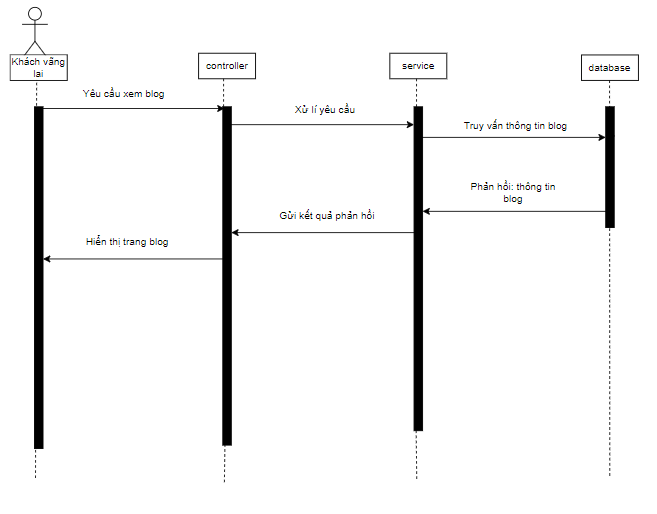 Khách vãng
lai
controller
service
database
Yêu cầu xem blog
Xử lí yêu cầu
Truy vấn thông tin blog
Phản hồi: thông tin
blog
Gửi kết quả phản hồi
Hiển thị trang blog